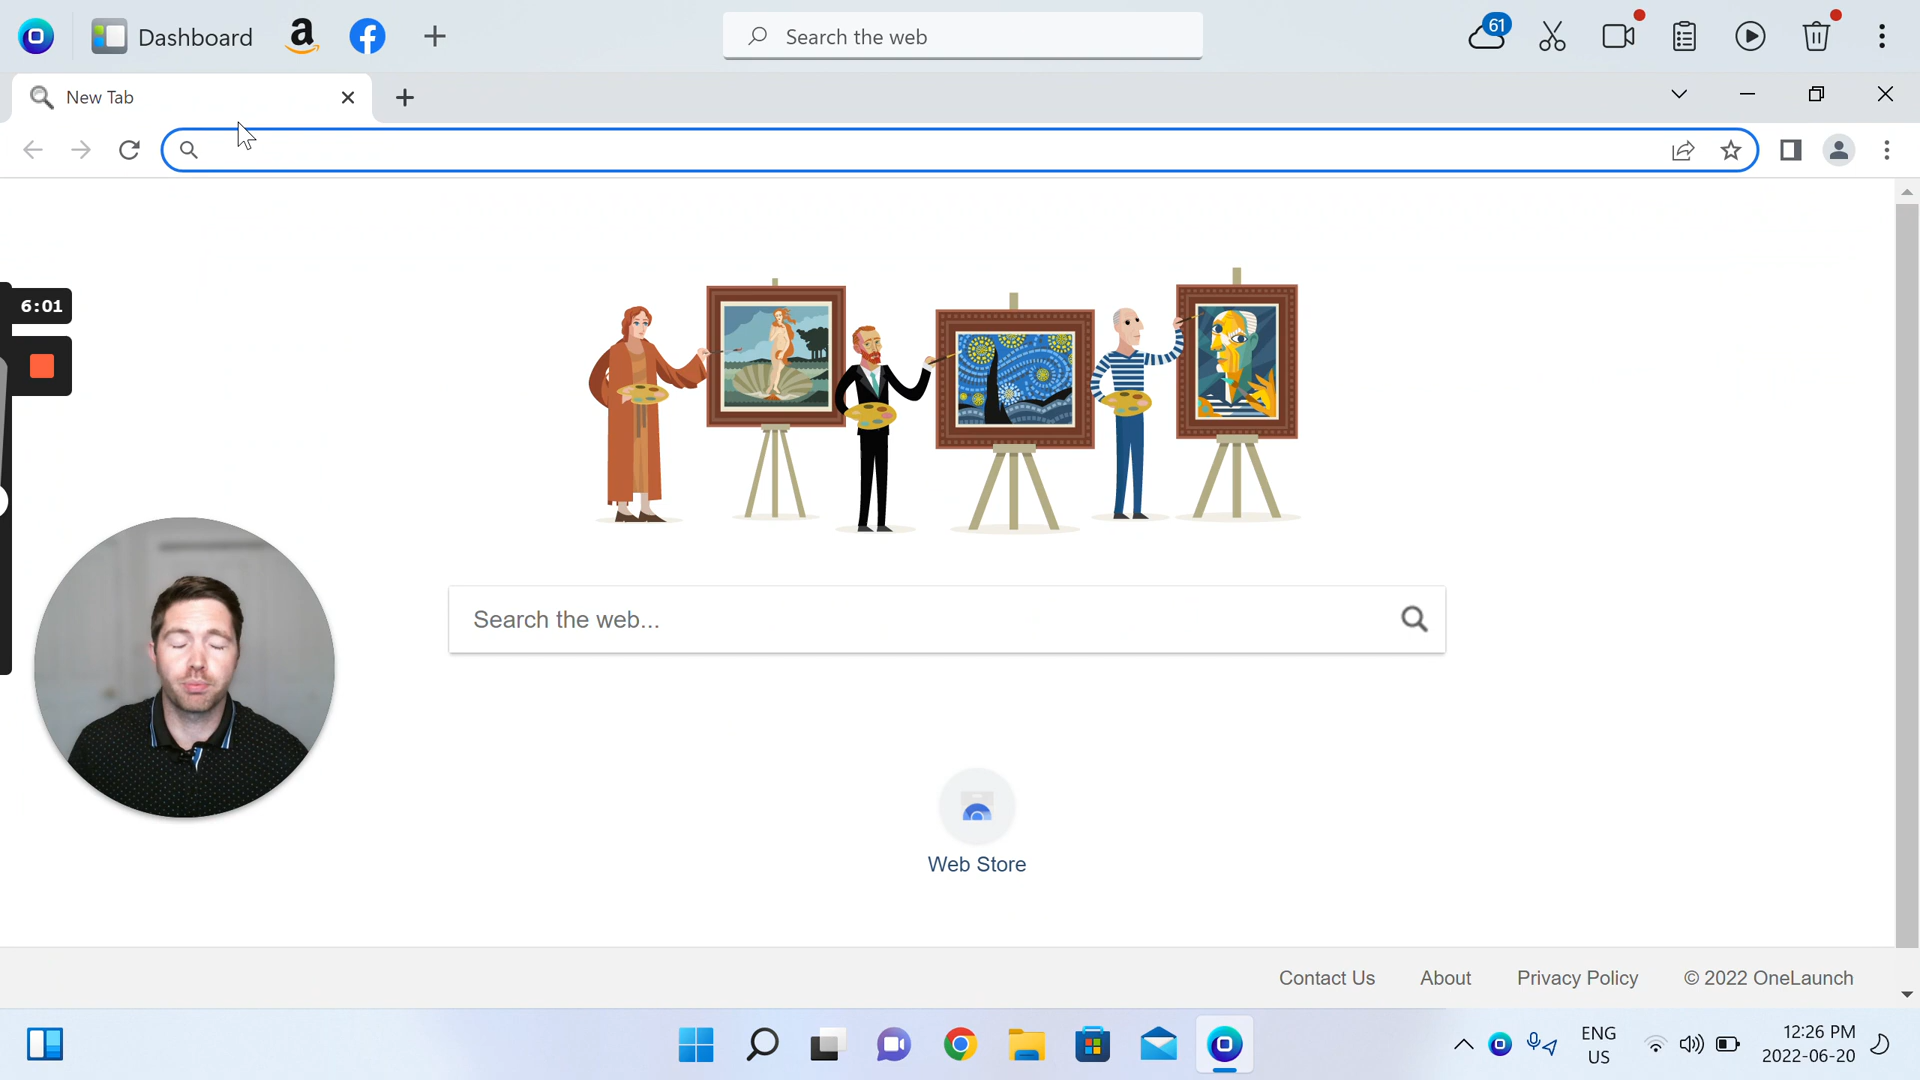 Dashboard
Search the web
61
New Tab
6:01
Search the web...
Web Store
Contact Us
About
Privacy Policy
© 2022 OneLaunch
ENG
US
12:26 PM
2022-06-20